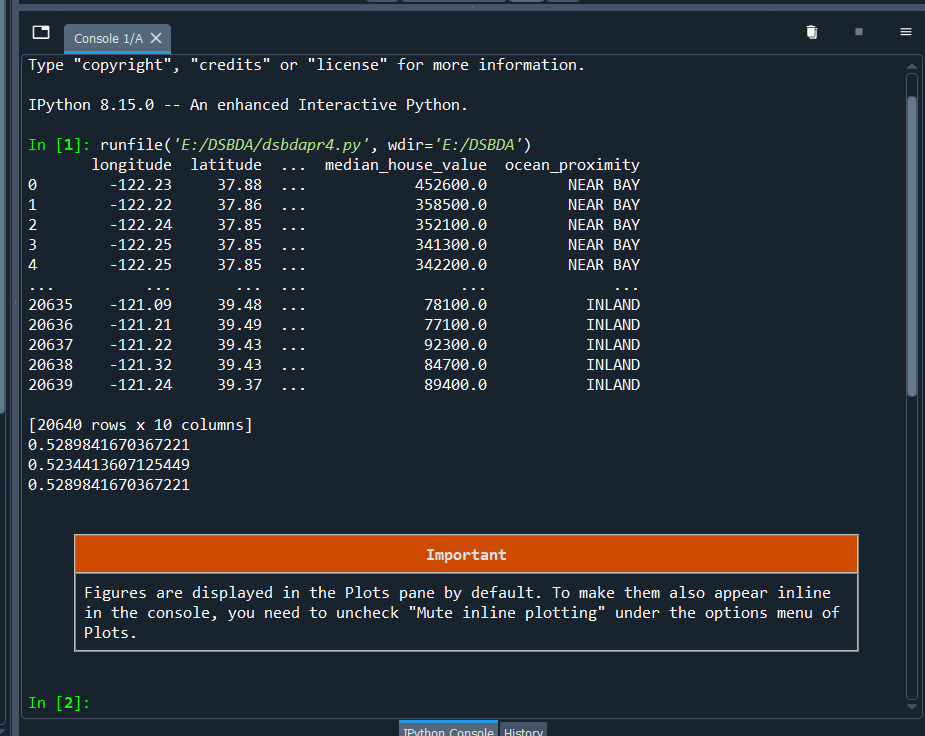 Console 1/A
Type "copyright", "credits" or "license" for more information.
IPython 8.15.0 -- An enhanced Interactive Python.
In [1]: runfile('E:/DSBDA/dsbdapr4.py', wdir='E:/DSBDA')
longitude latitude ... median_house_value ocean_proximity
0 -122.23 37.88 ... 452600.0 NEAR BAY
1 -122.22 37.86 ... 358500.0 NEAR BAY
2 -122.24 37.85 ... 352100.0 NEAR BAY
3 -122.25 37.85 ... 341300.0 NEAR BAY
4 -122.25 37.85 ... 342200.0 NEAR BAY
... ... ... ... ... ...
20635 -121.09 39.48 ... 78100.0 INLAND
20636 -121.21 39.49 ... 77100.0 INLAND
20637 -121.22 39.43 ... 92300.0 INLAND
20638 -121.32 39.43 ... 84700.0 INLAND
20639 -121.24 39.37 ... 89400.0 INLAND
[20640 rows x 10 columns]
0.5289841670367221
0.5234413607125449
0.5289841670367221
Important
Figures are displayed in the Plots pane by default. To make them also appear inline
in the console, you need to uncheck "Mute inline plotting" under the options menu of
Plots.
In [2]:
IPython Console History